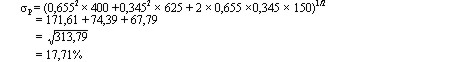 σp = (0,655² × 400 +0,345² × 625 + 2 × 0,655 ×0,345 × 150)^1/2
= 171,61 + 74,39 + 67,79
= √313,79
= 17,71%